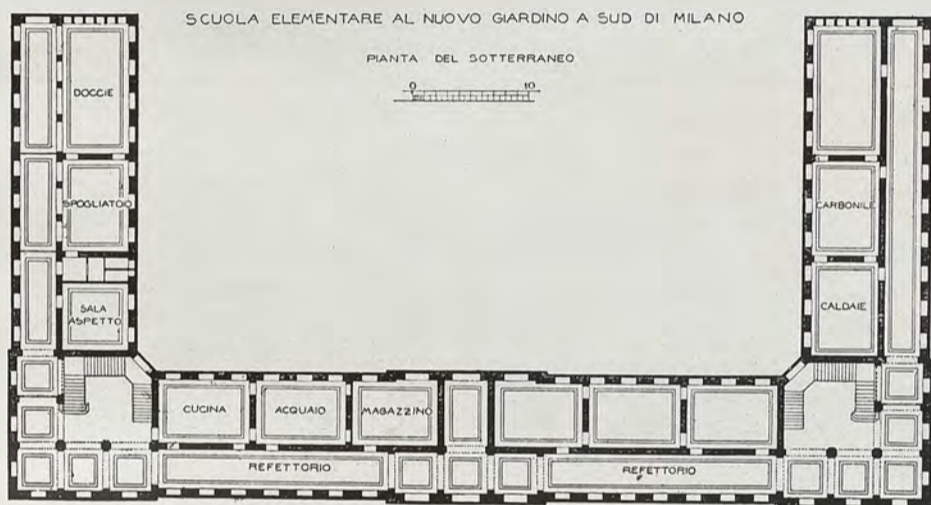 SCUOLA ELEMENTARE AL NUOVO GIARDINO A SUD DI MILANO
PIANTA DEL SOTTERRANEO
0 10
DOCCIE
SPOGLIATOIO
SALA
ASPETTO
CARBONILE
CALDAIE
CUCINA
ACQUAIO
MAGAZZINO
REFETTORIO
REFETTORIO